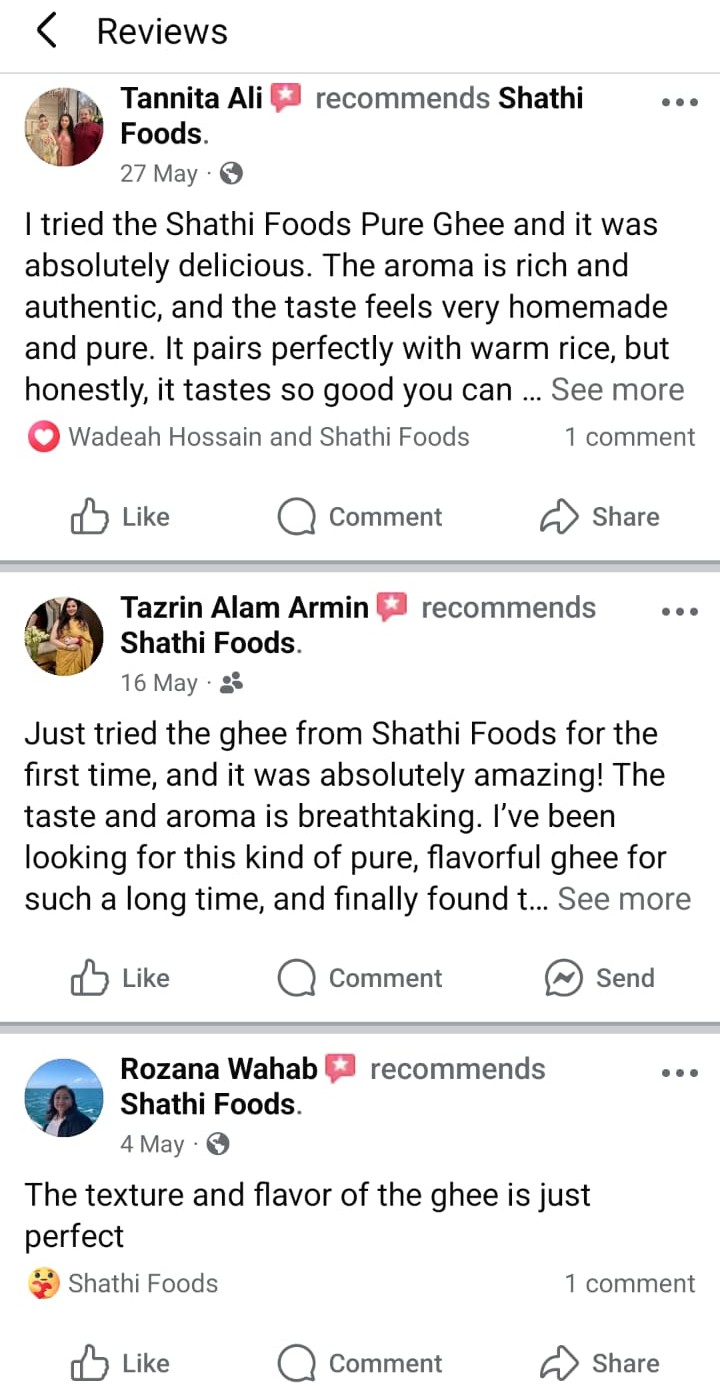 Reviews
Tannita Ali recommends Shathi
Foods.
27 May ·
I tried the Shathi Foods Pure Ghee and it was
absolutely delicious. The aroma is rich and
authentic, and the taste feels very homemade
and pure. It pairs perfectly with warm rice, but
honestly, it tastes so good you can ... See more
Wadeah Hossain and Shathi Foods 1 comment
Like Comment Share
Tazrin Alam Armin recommends
Shathi Foods.
16 May ·
Just tried the ghee from Shathi Foods for the
first time, and it was absolutely amazing! The
taste and aroma is breathtaking. I’ve been
looking for this kind of pure, flavorful ghee for
such a long time, and finally found t... See more
Like Comment Send
Rozana Wahab recommends
Shathi Foods.
4 May ·
The texture and flavor of the ghee is just
perfect
Shathi Foods 1 comment
Like Comment Share